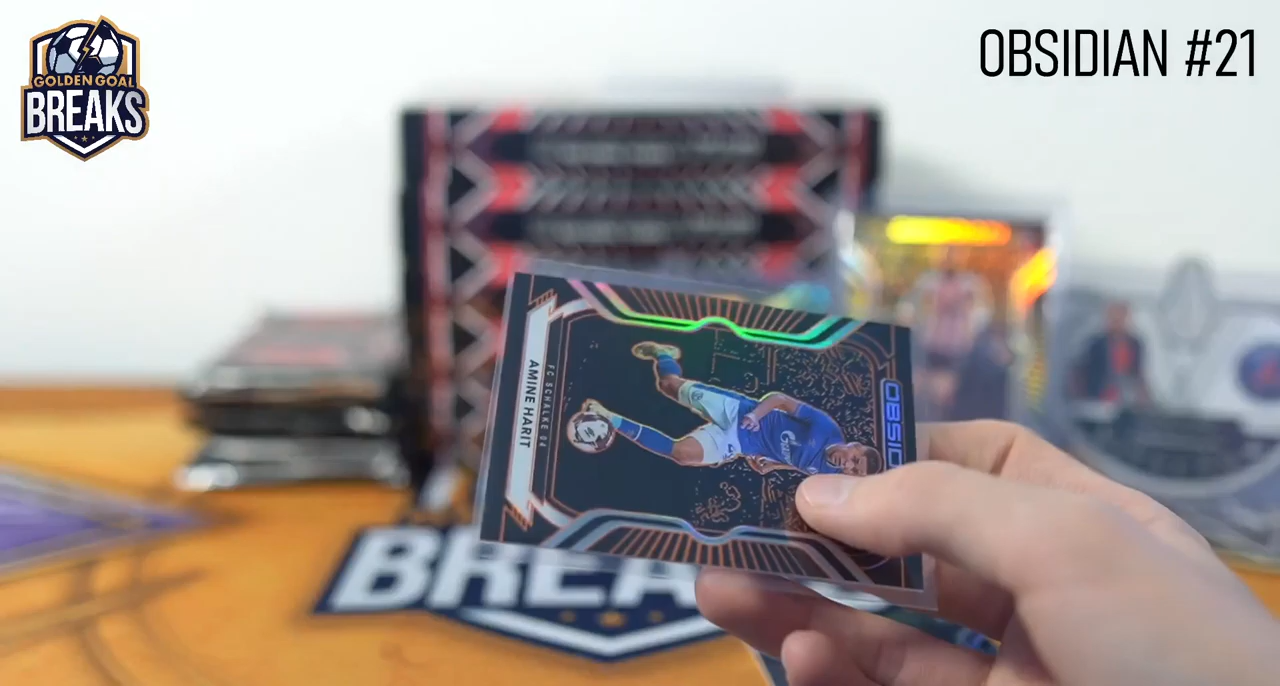 GOLDEN GOAL
BREAKS
OBSIDIAN #21
OBSID
FC SCHALKE 04
AMINE HARIT
BREA